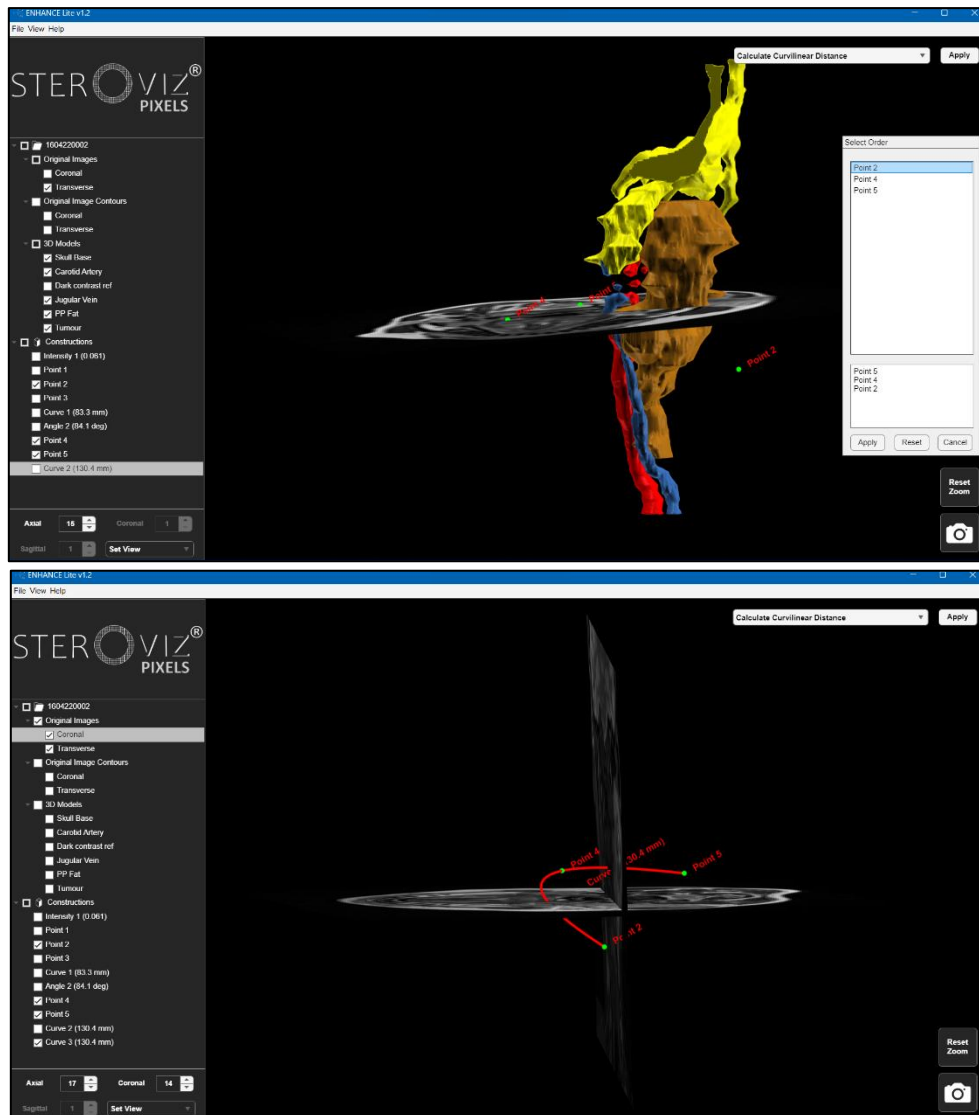 ENHANCE Lite v1.2
File View Help
STEROVIZ®
PIXELS
Calculate Curvilinear Distance
Apply
1604220002
Original Images
Coronal
Transverse
Original Image Contours
Coronal
Transverse
3D Models
Skull Base
Carotid Artery
Dark contrast ref
Jugular Vein
PP Fat
Tumour
Constructions
Intensity 1 (0.061)
Point 1
Point 2
Point 3
Curve 1 (83.3 mm)
Angle 2 (84.1 deg)
Point 4
Point 5
Curve 2 (130.4 mm)
Axial 15 Coronal 1
Sagittal 1 Set View
Point 4
Point 5
Point 2
Select Order
Point 2
Point 4
Point 5
Point 5
Point 4
Point 2
Apply Reset Cancel
Reset
Zoom
ENHANCE Lite v1.2
File View Help
STEROVIZ®
PIXELS
Calculate Curvilinear Distance
Apply
1604220002
Original Images
Coronal
Transverse
Original Image Contours
Coronal
Transverse
3D Models
Skull Base
Carotid Artery
Dark contrast ref
Jugular Vein
PP Fat
Tumour
Constructions
Intensity 1 (0.061)
Point 1
Point 2
Point 3
Curve 1 (83.3 mm)
Angle 2 (84.1 deg)
Point 4
Point 5
Curve 2 (130.4 mm)
Curve 3 (130.4 mm)
Axial 17 Coronal 14
Sagittal 1 Set View
Point 4
Point 5
Reset
Zoom